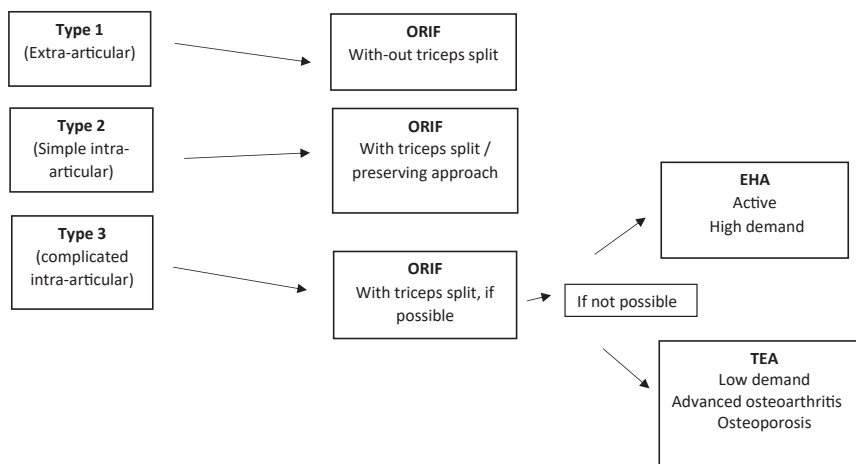 Type 1
(Extra-articular)
ORIF
With-out triceps split
Type 2
(Simple intra-
articular)
ORIF
With triceps split /
preserving approach
Type 3
(complicated
intra-articular)
ORIF
With triceps split, if
possible
If not possible
EHA
Active
High demand
TEA
Low demand
Advanced osteoarthritis
Osteoporosis